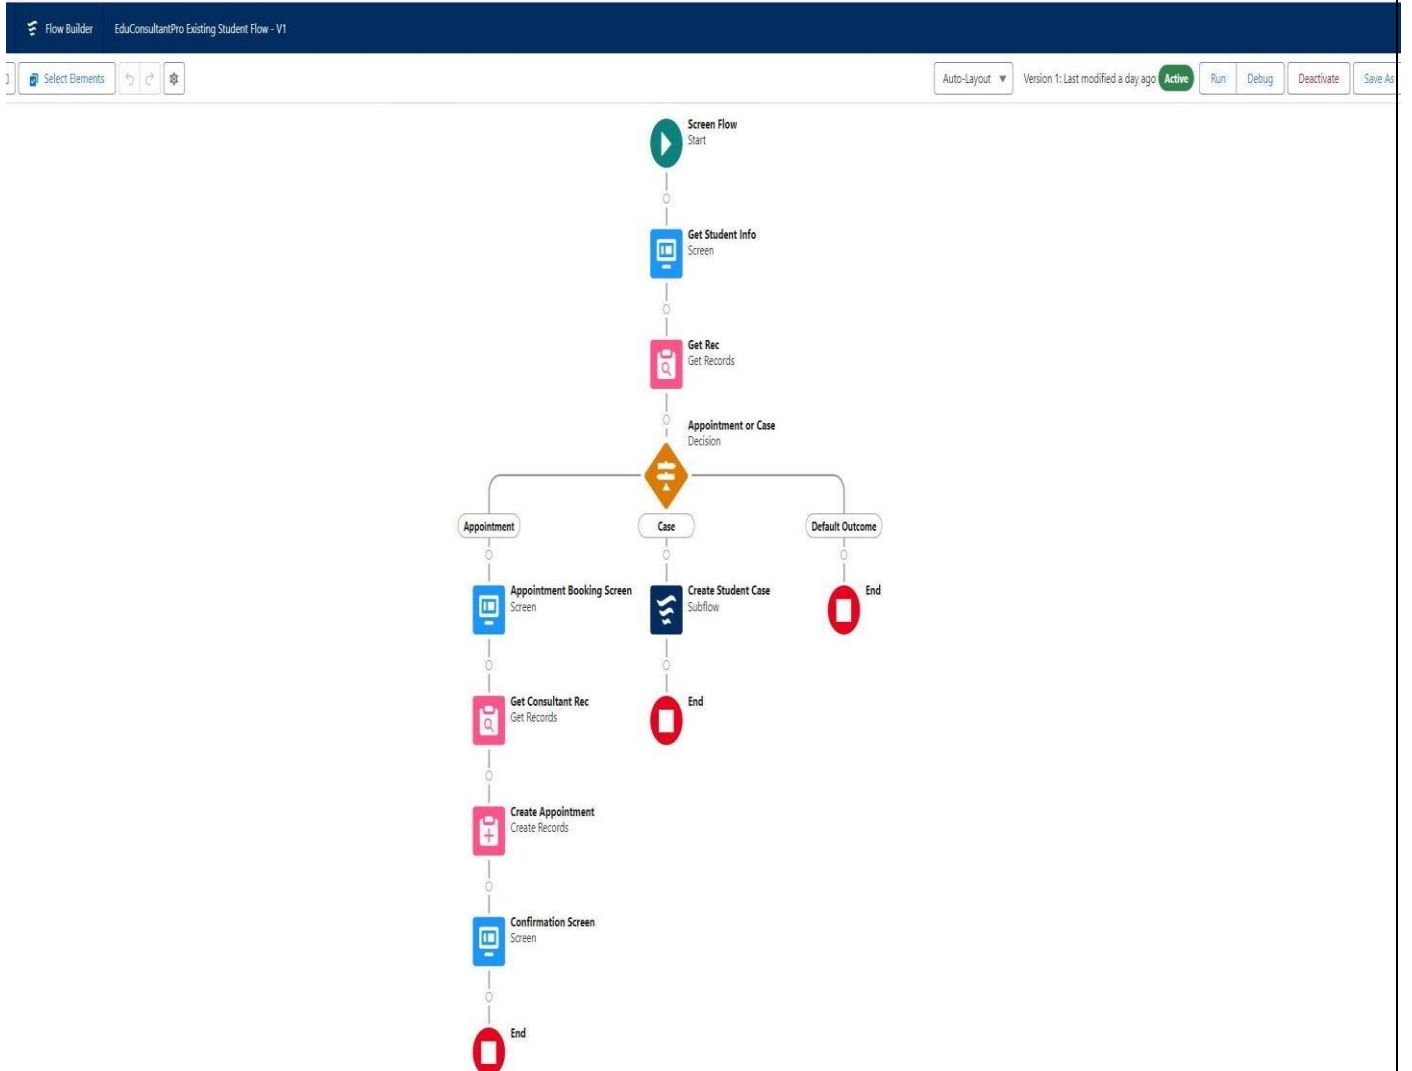 Flow Builder
EduConsultantPro Existing Student Flow - V1
Select Elements
Auto-Layout
Version 1: Last modified a day ago
Active
Run
Debug
Deactivate
Save As
Screen Flow
Start
Get Student Info
Screen
Get Rec
Get Records
Appointment or Case
Decision
Appointment
Case
Default Outcome
Appointment Booking Screen
Screen
Create Student Case
Subflow
End
Get Consultant Rec
Get Records
End
Create Appointment
Create Records
Confirmation Screen
Screen
End